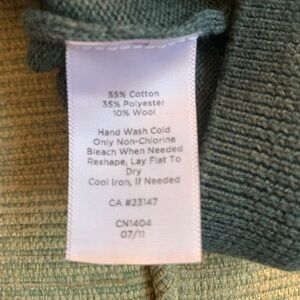 55% Cotton
35% Polyester
10% Wool
Hand Wash Cold
Only Non-Chlorine
Bleach When Needed
Reshape, Lay Flat To
Dry
Cool Iron, If Needed
CA #23147
CN1404
07/11